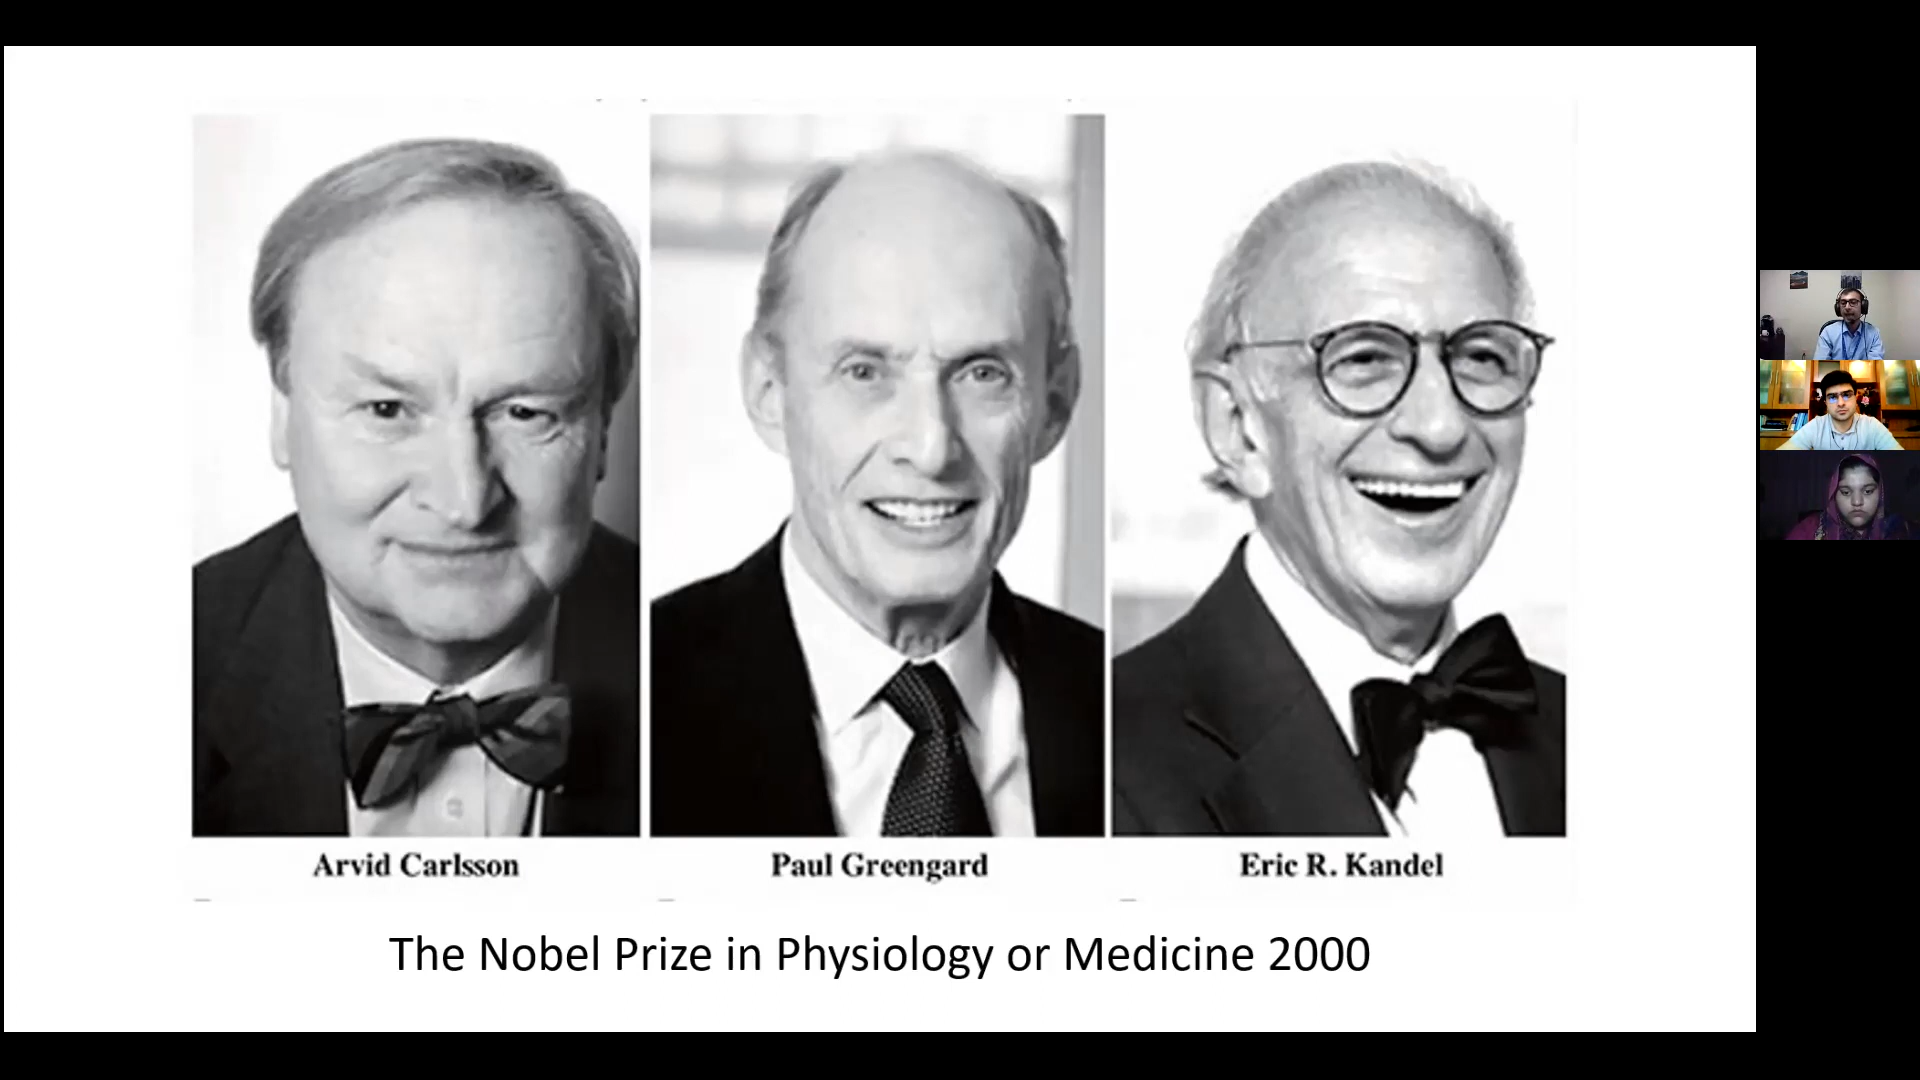 Arvid Carlsson
Paul Greengard
Eric R. Kandel
The Nobel Prize in Physiology or Medicine 2000